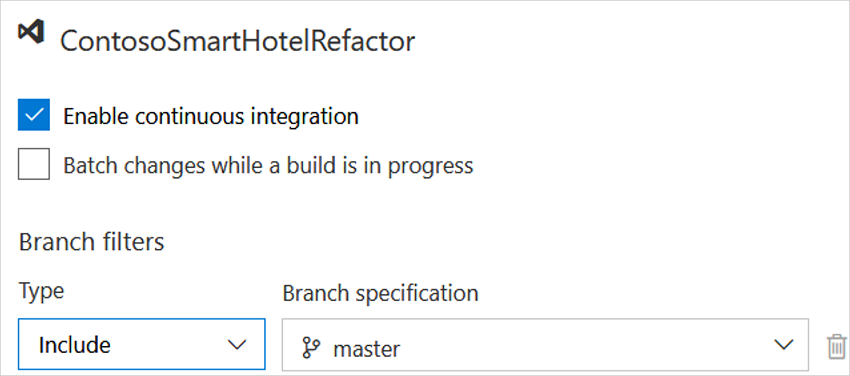 ContosoSmartHotelRefactor
Enable continuous integration
Batch changes while a build is in progress
Branch filters
Type
Branch specification
Include
master